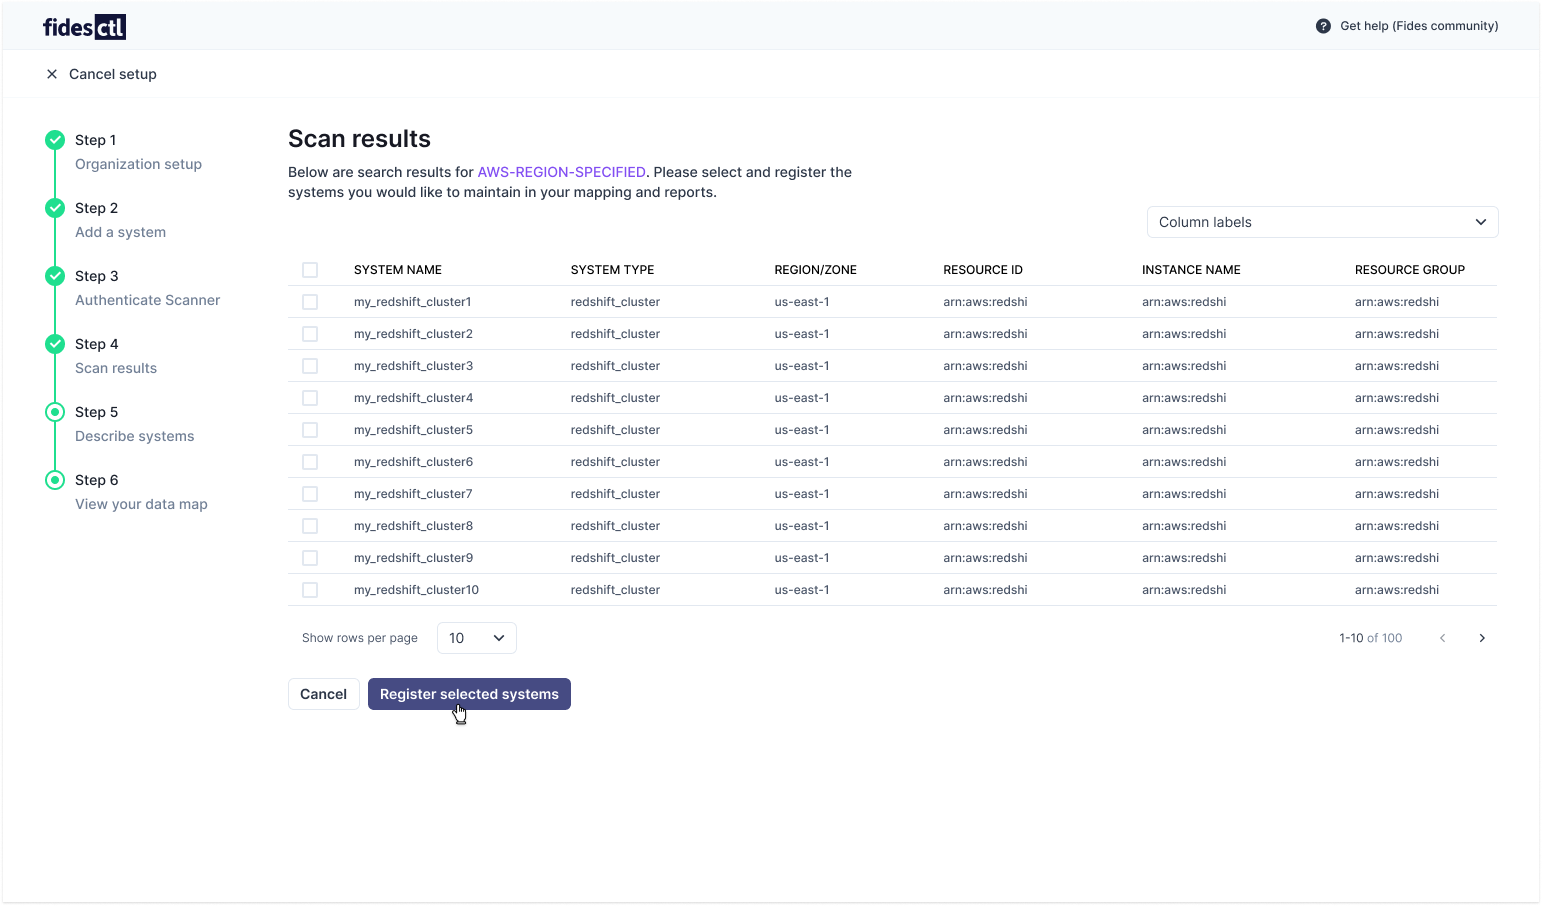 fidesctl
Get help (Fides community)
Cancel setup
Step 1
Organization setup
Step 2
Add a system
Step 3
Authenticate Scanner
Step 4
Scan results
Step 5
Describe systems
Step 6
View your data map
Scan results
Below are search results for AWS-REGION-SPECIFIED. Please select and register the
systems you would like to maintain in your mapping and reports.
Column labels
SYSTEM NAME SYSTEM TYPE REGION/ZONE RESOURCE ID INSTANCE NAME RESOURCE GROUP
my_redshift_cluster1 redshift_cluster us-east-1 arn:aws:redshi arn:aws:redshi arn:aws:redshi
my_redshift_cluster2 redshift_cluster us-east-1 arn:aws:redshi arn:aws:redshi arn:aws:redshi
my_redshift_cluster3 redshift_cluster us-east-1 arn:aws:redshi arn:aws:redshi arn:aws:redshi
my_redshift_cluster4 redshift_cluster us-east-1 arn:aws:redshi arn:aws:redshi arn:aws:redshi
my_redshift_cluster5 redshift_cluster us-east-1 arn:aws:redshi arn:aws:redshi arn:aws:redshi
my_redshift_cluster6 redshift_cluster us-east-1 arn:aws:redshi arn:aws:redshi arn:aws:redshi
my_redshift_cluster7 redshift_cluster us-east-1 arn:aws:redshi arn:aws:redshi arn:aws:redshi
my_redshift_cluster8 redshift_cluster us-east-1 arn:aws:redshi arn:aws:redshi arn:aws:redshi
my_redshift_cluster9 redshift_cluster us-east-1 arn:aws:redshi arn:aws:redshi arn:aws:redshi
my_redshift_cluster10 redshift_cluster us-east-1 arn:aws:redshi arn:aws:redshi arn:aws:redshi
Show rows per page 10 1-10 of 100
Cancel Register selected systems